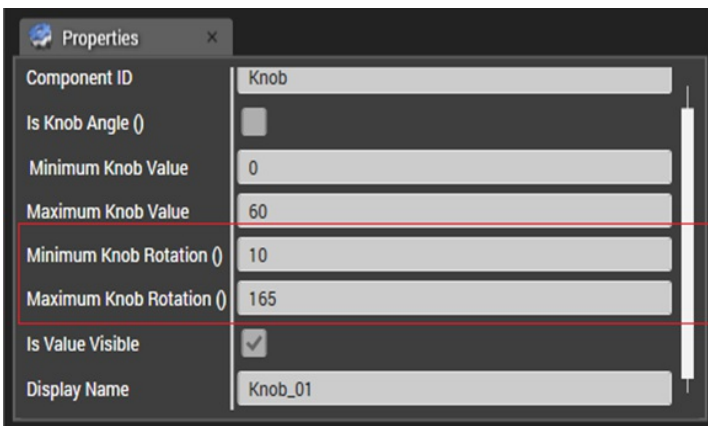 Properties ×
Component ID Knob
Is Knob Angle ()
Minimum Knob Value 0
Maximum Knob Value 60
Minimum Knob Rotation () 10
Maximum Knob Rotation () 165
Is Value Visible
Display Name Knob_01